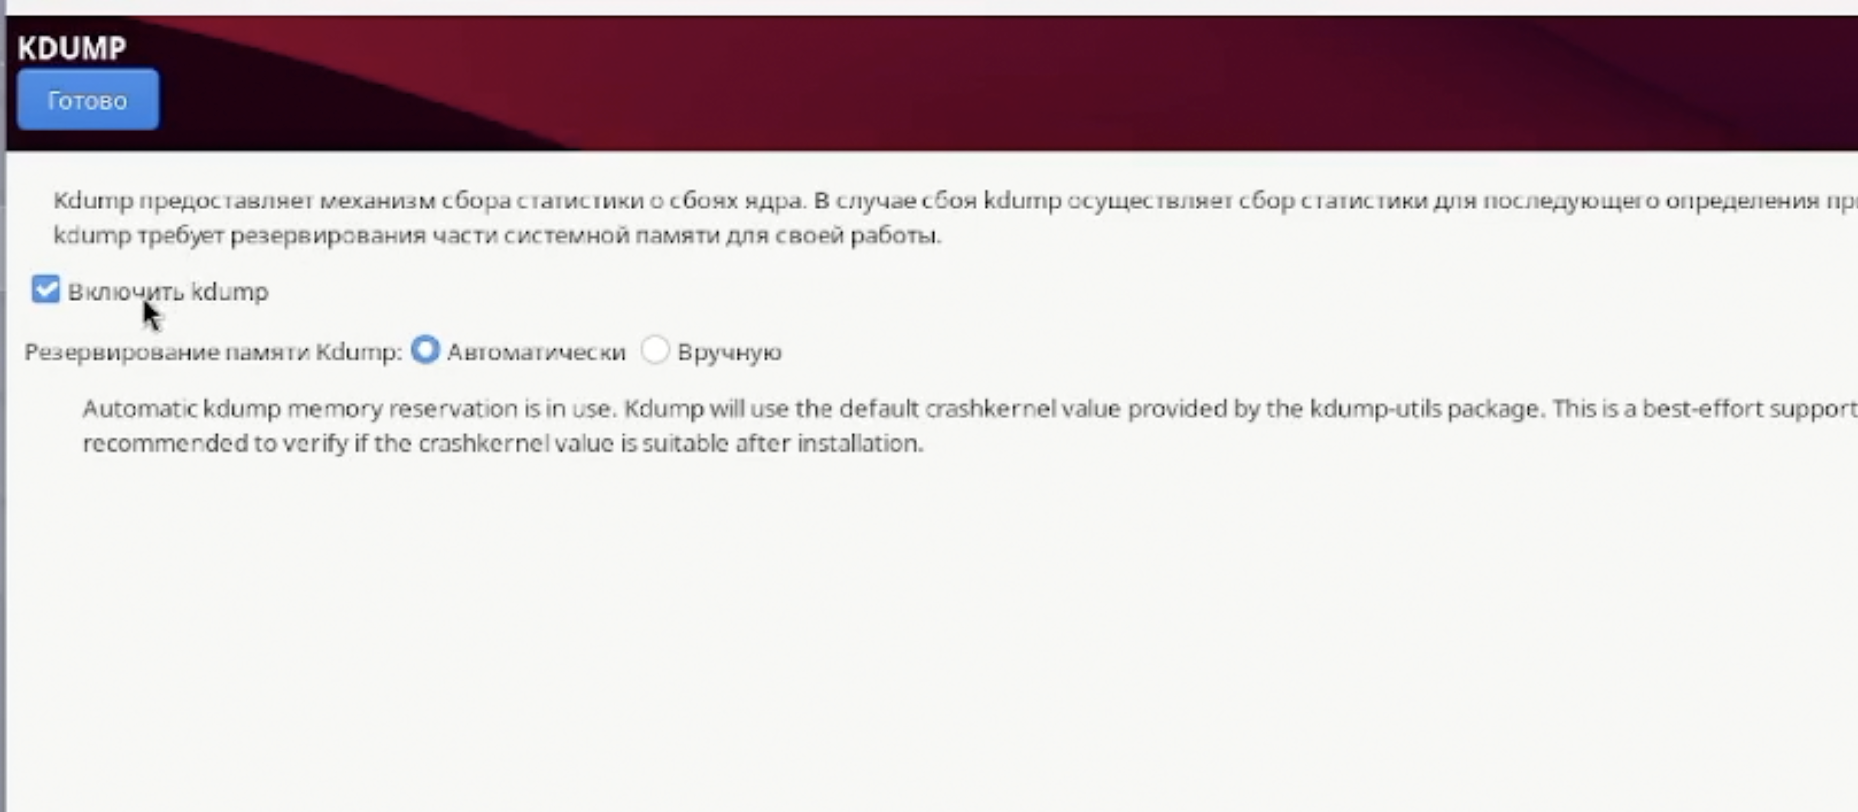 KDUMP
Готово
Kdump предоставляет механизм сбора статистики о сбоях ядра. В случае сбоя kdump осуществляет сбор статистики для последующего определения
kdump требует резервирования части системной памяти для своей работы.
Включить kdump
Резервирование памяти Kdump: Автоматически Вручную
Automatic kdump memory reservation is in use. Kdump will use the default crashkernel value provided by the kdump-utils package. This is a best-effort support
recommended to verify if the crashkernel value is suitable after installation.